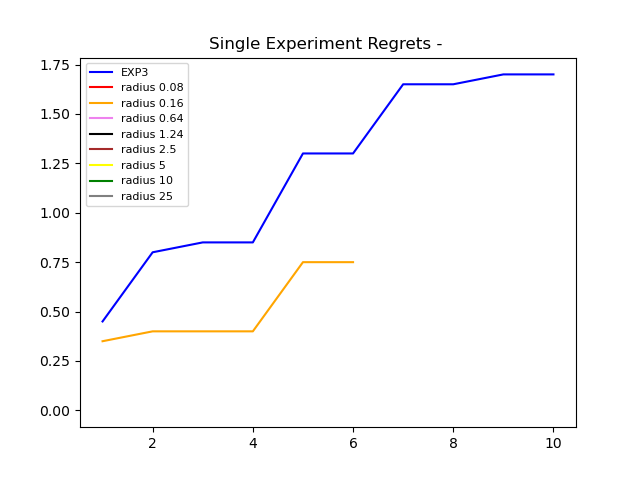 Single Experiment Regrets -
1.75
1.50
1.25
1.00
0.75
0.50
0.25
0.00
EXP3
radius 0.08
radius 0.16
radius 0.64
radius 1.24
radius 2.5
radius 5
radius 10
radius 25
2 4 6 8 10